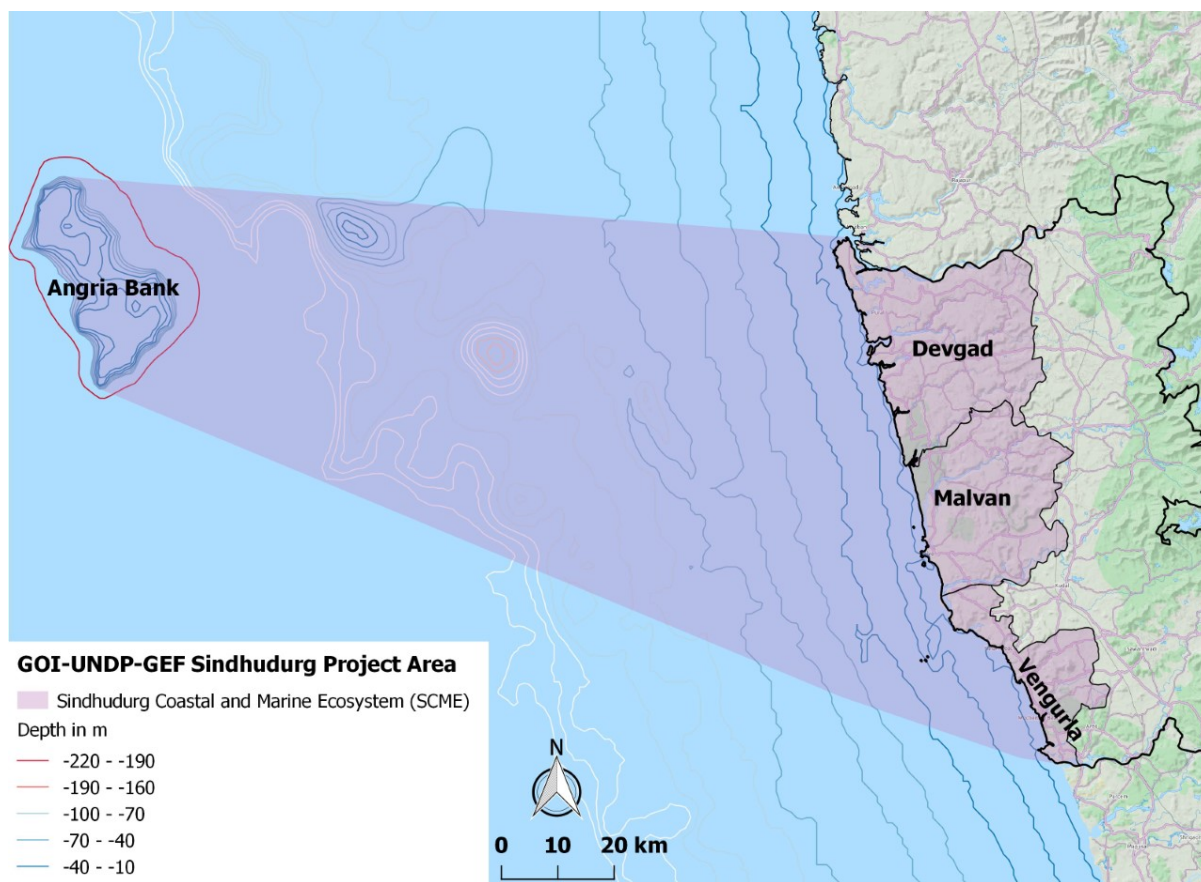 Angria Bank
Devgad
Malvan
Vengurla
GOI-UNDP-GEF Sindhudurg Project Area
Sindhudurg Coastal and Marine Ecosystem (SCME)
Depth in m
-220 - -190
-190 - -160
-100 - -70
-70 - -40
-40 - -10
N
0 10 20 km